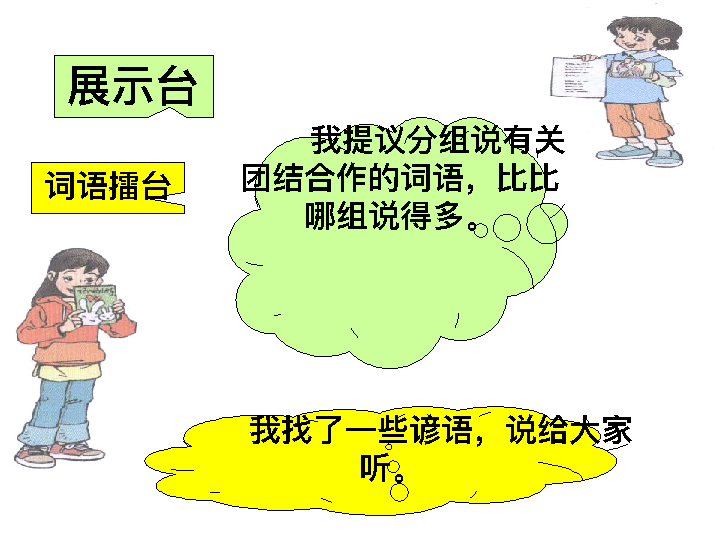 展示台
词语擂台
我提议分组说有关
团结合作的词语，比比
哪组说得多。
我找了一些谚语，说给大家
听。